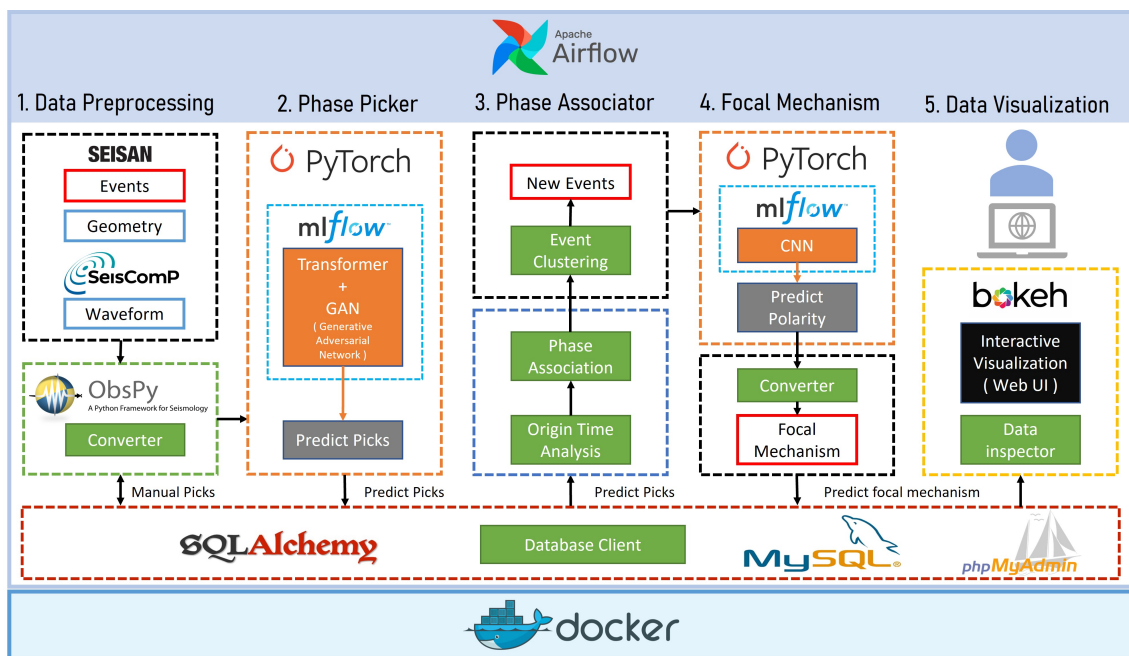 Apache
Airflow
1. Data Preprocessing
2. Phase Picker
3. Phase Associator
4. Focal Mechanism
5. Data Visualization
SEISAN
Events
Geometry
SeisComP
Waveform
ObsPy
A Python Framework for Seismology
Converter
Manual Picks
PyTorch
mlflow™
Transformer
+
GAN
( Generative
Adversarial
Network )
Predict Picks
Predict Picks
New Events
Event
Clustering
Phase
Association
Origin Time
Analysis
Predict Picks
PyTorch
mlflow™
CNN
Predict
Polarity
Converter
Focal
Mechanism
Predict focal mechanism
bokeh
Interactive
Visualization
( Web UI )
Data
inspector
SQLAlchemy
Database Client
MySQL®
phpMyAdmin
docker